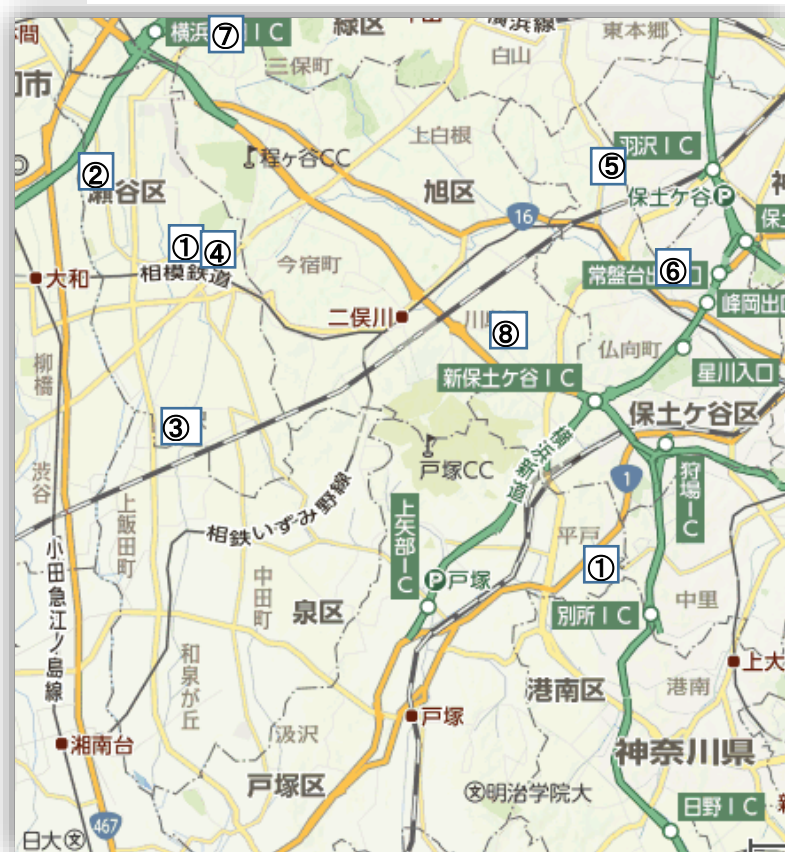 横浜
⑦
IC
緑区
横浜線
東本郷
三保町
白山
上白根
程ヶ谷CC
旭区
⑤
羽沢IC
保土ケ谷
P
②
瀬谷区
16
①
④
相模鉄道
今宿町
大和
常盤台出
⑥
口
峰岡出口
二俣川
川
⑧
仏向町
星川入口
新保土ケ谷IC
柳橋
保土ケ谷区
③
戸塚CC
横浜新道
1
狩場IC
渋谷
上飯田町
相鉄いずみ野線
上矢部IC
平戸
①
小田急江ノ島線
中田町
P
戸塚
中里
泉区
別所IC
和泉が丘
港南区
港南
上大
汲沢
戸塚
湘南台
神奈川県
戸塚区
文
明治学院大
日野IC
467
日大
文